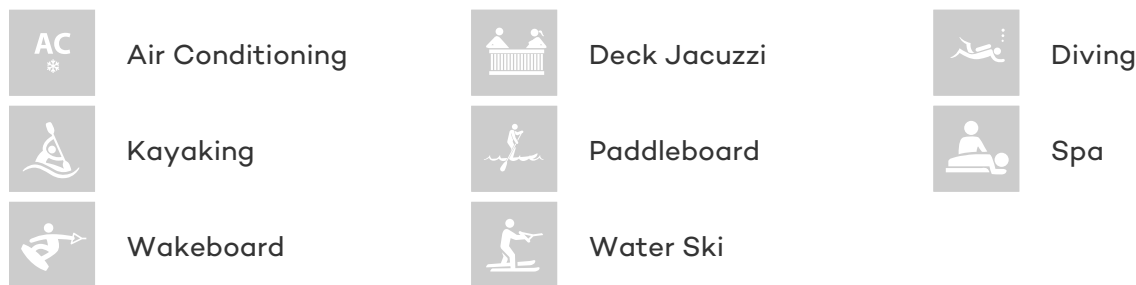 AC
Air Conditioning
Deck Jacuzzi
Diving
Kayaking
Paddleboard
Spa
Wakeboard
Water Ski